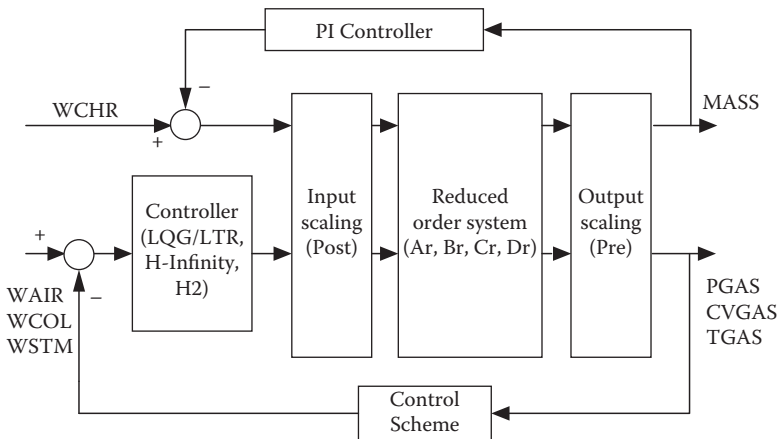 PI Controller
−
WCHR
+
MASS
Input
scaling
(Post)
Reduced
order system
(Ar, Br, Cr, Dr)
Output
scaling
(Pre)
Controller
(LQG/LTR,
H-Infinity,
H2)
+
−
WAIR
WCOL
WSTM
PGAS
CVGAS
TGAS
Control
Scheme